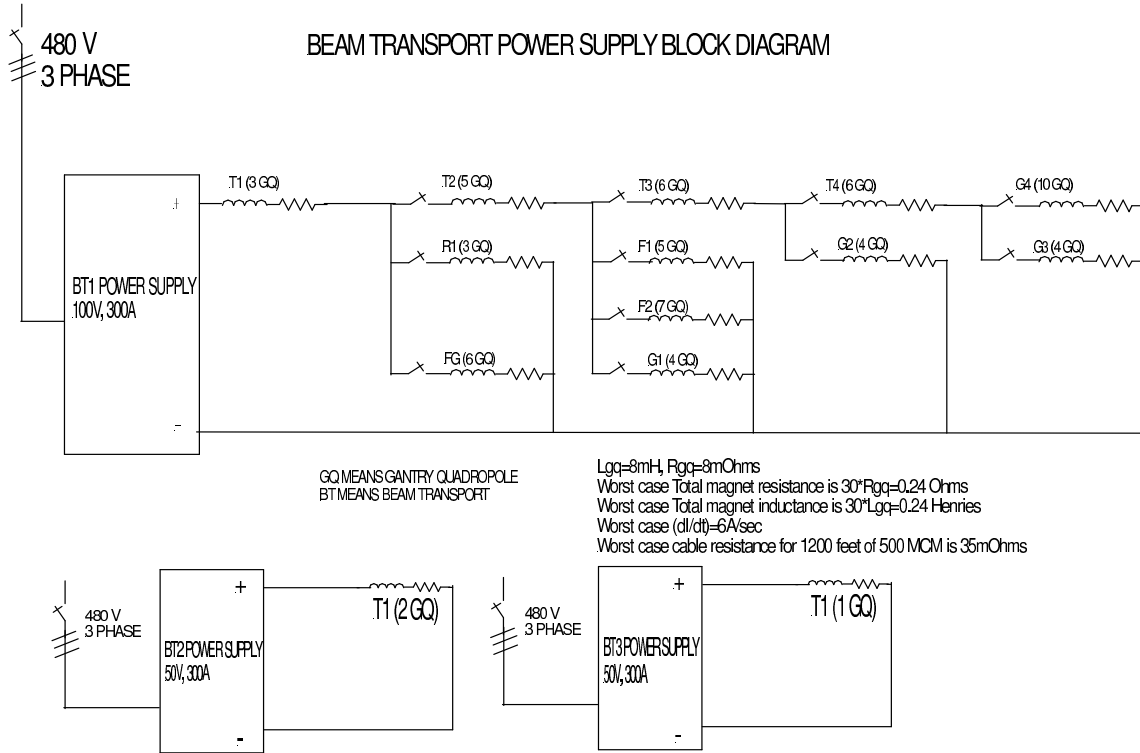 480 V
3 PHASE
BEAM TRANSPORT POWER SUPPLY BLOCK DIAGRAM
T1 (3 GQ)
T2 (5 GQ)
T3 (6 GQ)
T4 (6 GQ)
G4 (10 GQ)
+
R1 (3 GQ)
F1 (5 GQ)
G2 (4 GQ)
G3 (4 GQ)
BT1 POWER SUPPLY
100V, 300A
F2 (7 GQ)
FG (6 GQ)
G1 (4 GQ)
-
GQ MEANS GANTRY QUADROPOLE
BT MEANS BEAM TRANSPORT
Lgq=8mH, Rgq=8mOhms
Worst case Total magnet resistance is 30*Rgq=0.24 Ohms
Worst case Total magnet inductance is 30*Lgq=0.24 Henries
Worst case (dI/dt)=6A/sec
Worst case cable resistance for 1200 feet of 500 MCM is 35mOhms
480 V
3 PHASE
+
T1 (2 GQ)
BT2 POWER SUPPLY
50V, 300A
-
480 V
3 PHASE
+
T1 (1 GQ)
BT3 POWER SUPPLY
50V, 300A
-